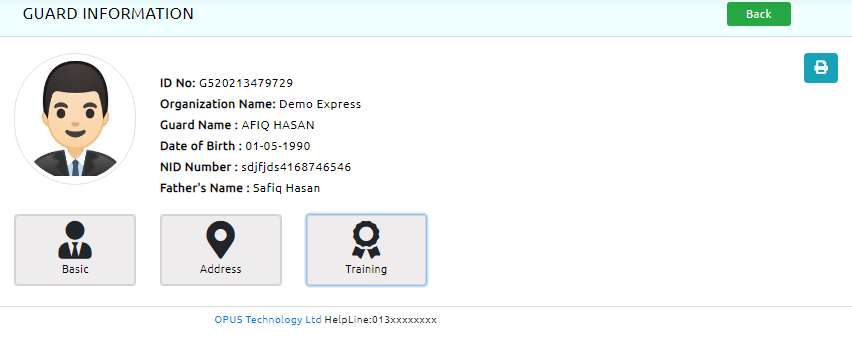 GUARD INFORMATION
Back
ID No: G520213479729
Organization Name: Demo Express
Guard Name : AFIQ HASAN
Date of Birth : 01-05-1990
NID Number : sdjfjds4168746546
Father's Name : Safiq Hasan
Basic
Address
Training
OPUS Technology Ltd HelpLine:013xxxxxxxx